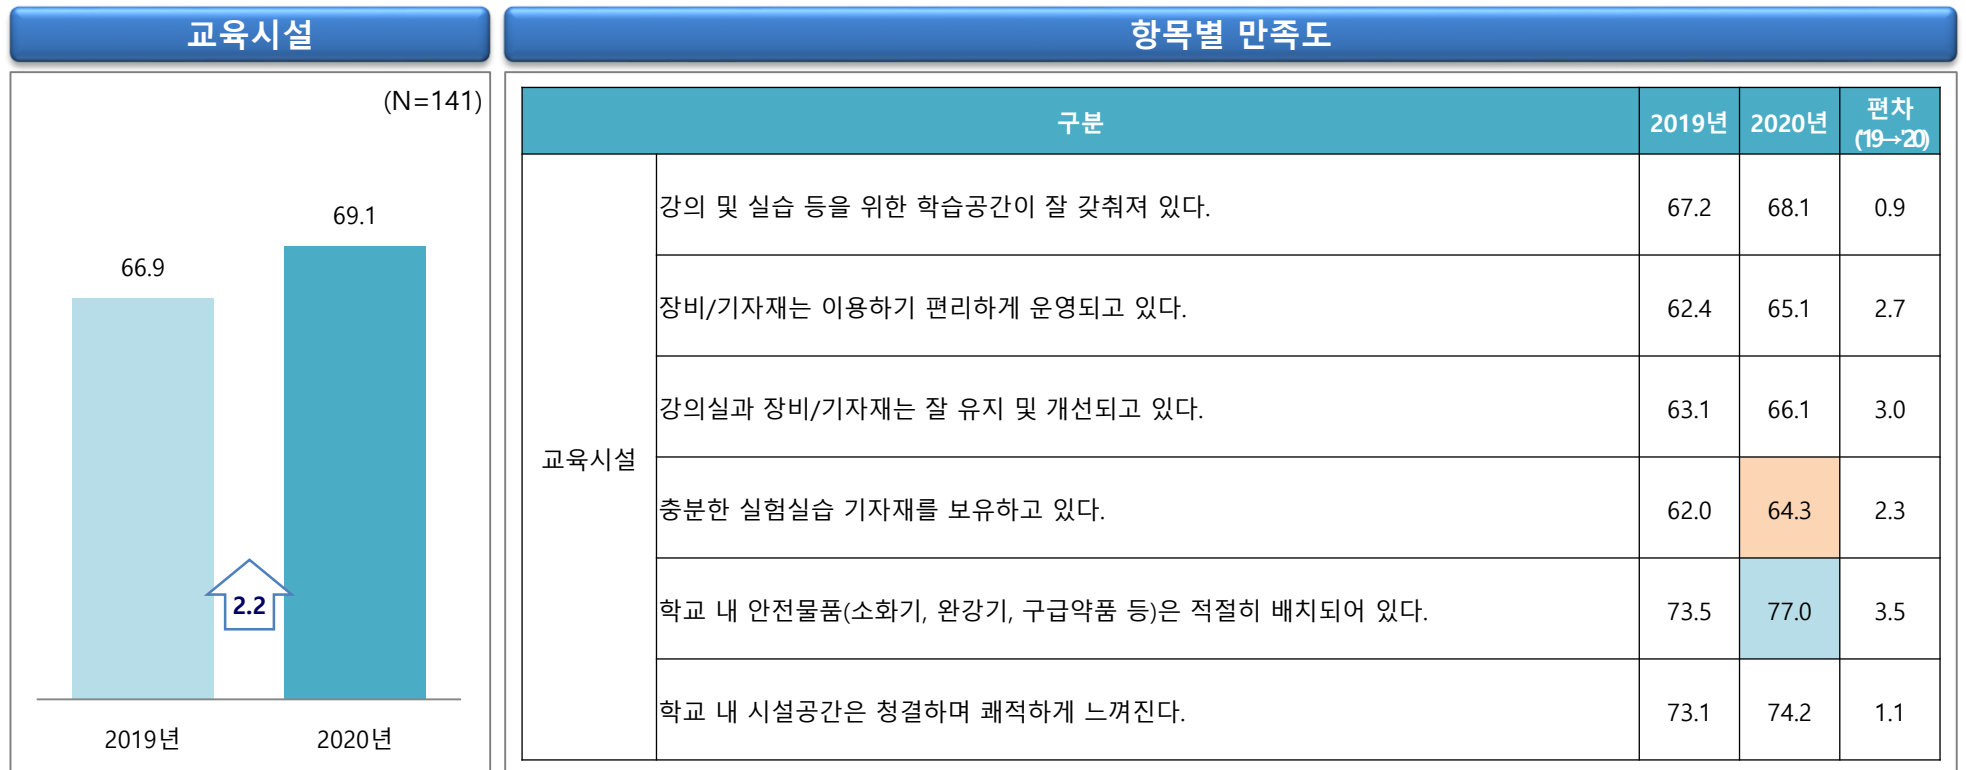 교육시설
(N=141)
66.9
69.1
2.2
2019년 2020년
항목별 만족도
구분 2019년 2020년 편차
('19→'20)
교육시설
강의 및 실습 등을 위한 학습공간이 잘 갖춰져 있다. 67.2 68.1 0.9
장비/기자재는 이용하기 편리하게 운영되고 있다. 62.4 65.1 2.7
강의실과 장비/기자재는 잘 유지 및 개선되고 있다. 63.1 66.1 3.0
충분한 실험실습 기자재를 보유하고 있다. 62.0 64.3 2.3
학교 내 안전물품(소화기, 완강기, 구급약품 등)은 적절히 배치되어 있다. 73.5 77.0 3.5
학교 내 시설공간은 청결하며 쾌적하게 느껴진다. 73.1 74.2 1.1